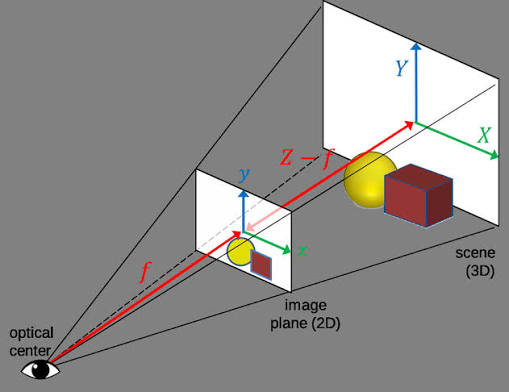 Y
X
Z – f
y
x
f
scene
(3D)
image
plane (2D)
optical
center